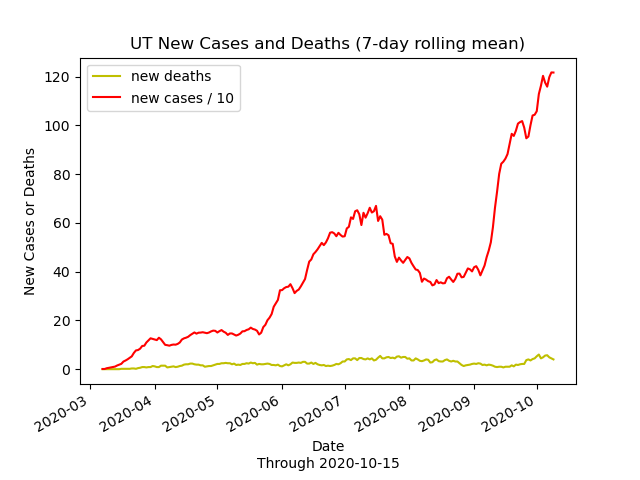 UT New Cases and Deaths (7-day rolling mean)
new deaths
new cases / 10
New Cases or Deaths
120
100
80
60
40
20
0
2020-03
2020-04
2020-05
2020-06
2020-07
2020-08
2020-09
2020-10
Date
Through 2020-10-15